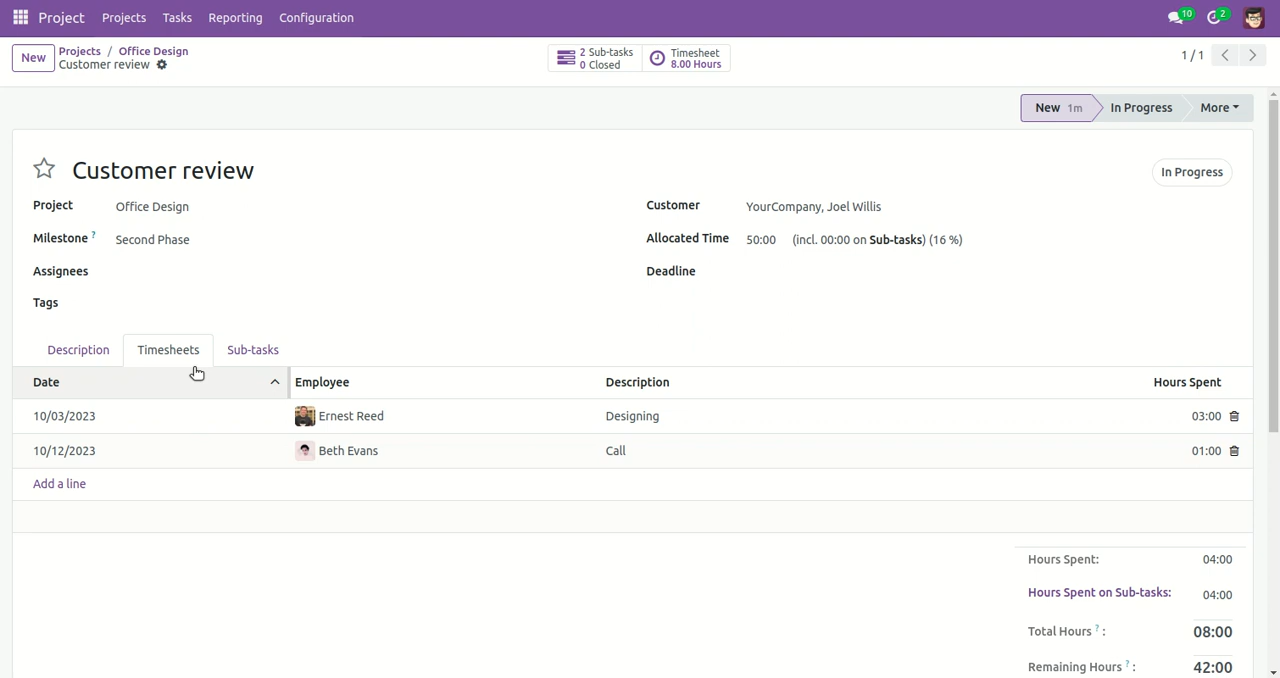 Project Projects Tasks Reporting Configuration 10 2
New Projects / Office Design
Customer review
2 Sub-tasks
0 Closed
Timesheet
8.00 Hours
1 / 1
New 1m In Progress More
Customer review In Progress
Project Office Design Customer YourCompany, Joel Willis
Milestone ? Second Phase Allocated Time 50:00 (incl. 00:00 on Sub-tasks) (16 %)
Assignees Deadline
Tags
Description Timesheets Sub-tasks
Date Employee Description Hours Spent
10/03/2023 Ernest Reed Designing 03:00
10/12/2023 Beth Evans Call 01:00
Add a line
Hours Spent: 04:00
Hours Spent on Sub-tasks: 04:00
Total Hours ? : 08:00
Remaining Hours ? : 42:00